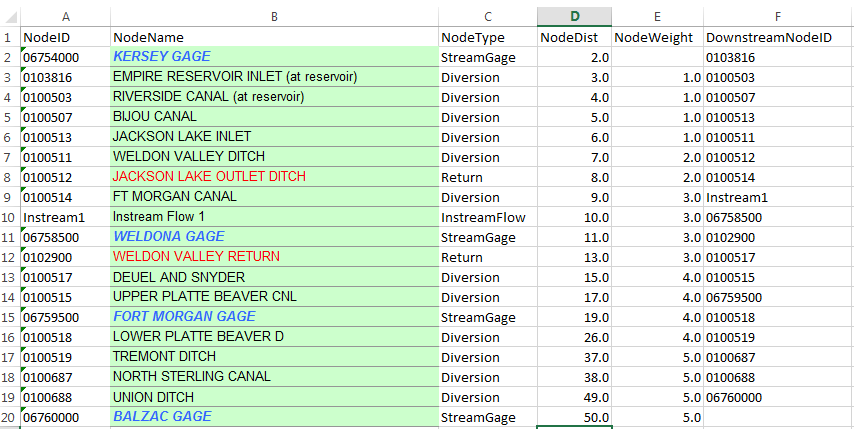 A B C D E F
1 NodeID NodeName NodeType NodeDist NodeWeight DownstreamNodeID
2 06754000 KERSEY GAGE StreamGage 2.0 0103816
3 0103816 EMPIRE RESERVOIR INLET (at reservoir) Diversion 3.0 1.0 0100503
4 0100503 RIVERSIDE CANAL (at reservoir) Diversion 4.0 1.0 0100507
5 0100507 BIJOU CANAL Diversion 5.0 1.0 0100513
6 0100513 JACKSON LAKE INLET Diversion 6.0 1.0 0100511
7 0100511 WELDON VALLEY DITCH Diversion 7.0 2.0 0100512
8 0100512 JACKSON LAKE OUTLET DITCH Return 8.0 2.0 0100514
9 0100514 FT MORGAN CANAL Diversion 9.0 3.0 Instream1
10 Instream1 Instream Flow 1 InstreamFlow 10.0 3.0 06758500
11 06758500 WELDONA GAGE StreamGage 11.0 3.0 0102900
12 0102900 WELDON VALLEY RETURN Return 13.0 3.0 0100517
13 0100517 DEUEL AND SNYDER Diversion 15.0 4.0 0100515
14 0100515 UPPER PLATTE BEAVER CNL Diversion 17.0 4.0 06759500
15 06759500 FORT MORGAN GAGE StreamGage 19.0 4.0 0100518
16 0100518 LOWER PLATTE BEAVER D Diversion 26.0 4.0 0100519
17 0100519 TREMONT DITCH Diversion 37.0 5.0 0100687
18 0100687 NORTH STERLING CANAL Diversion 38.0 5.0 0100688
19 0100688 UNION DITCH Diversion 49.0 5.0 06760000
20 06760000 BALZAC GAGE StreamGage 50.0 5.0